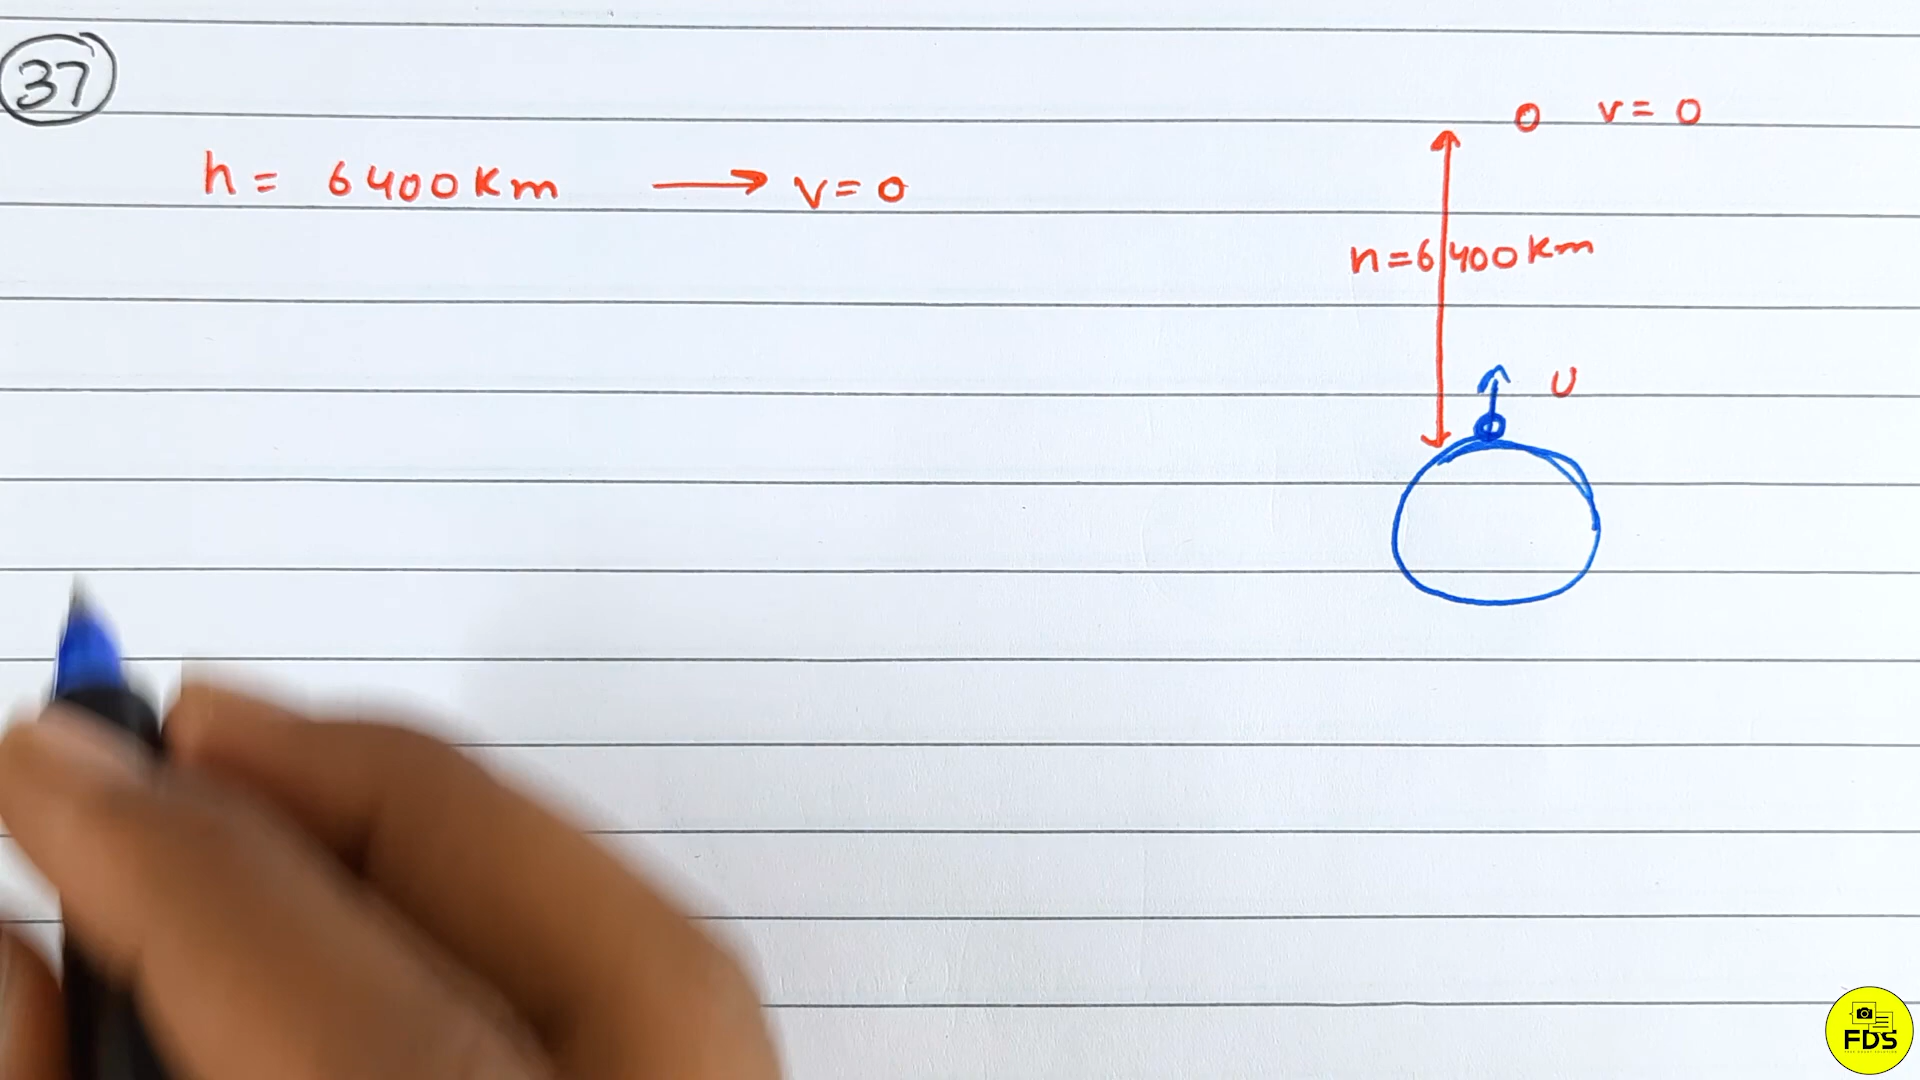 37
h = 6400 Km → v = 0
0 v = 0
h = 6400 km
U
FDS